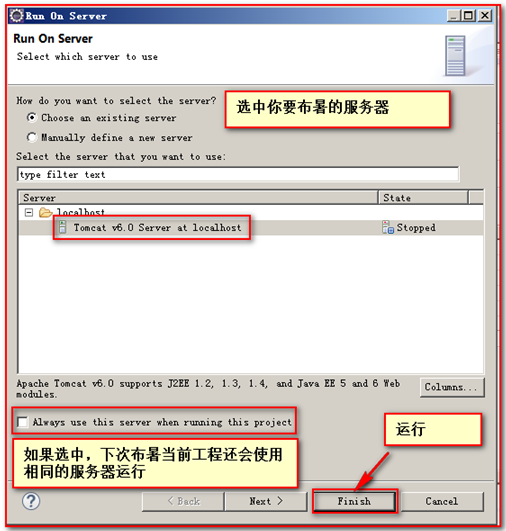 Run On Server
Run On Server
Select which server to use
How do you want to select the server?
选中你要布暑的服务器
Choose an existing server
Manually define a new server
Select the server that you want to use:
type filter text
Server State
localhost
Tomcat v6.0 Server at localhost Stopped
Apache Tomcat v6.0 supports J2EE 1.2, 1.3, 1.4, and Java EE 5 and 6 Web
modules.
Columns...
Always use this server when running this project
运行
如果选中，下次布暑当前工程还会使用
相同的服务器运行
? < Back Next > Finish Cancel